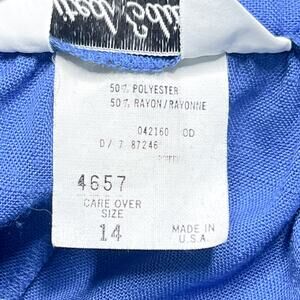 50% POLYESTER
50% RAYON/RAYONNE
042160 OD
D/ 7 87246
4657
CARE OVER
SIZE
14
MADE IN
U.S.A.